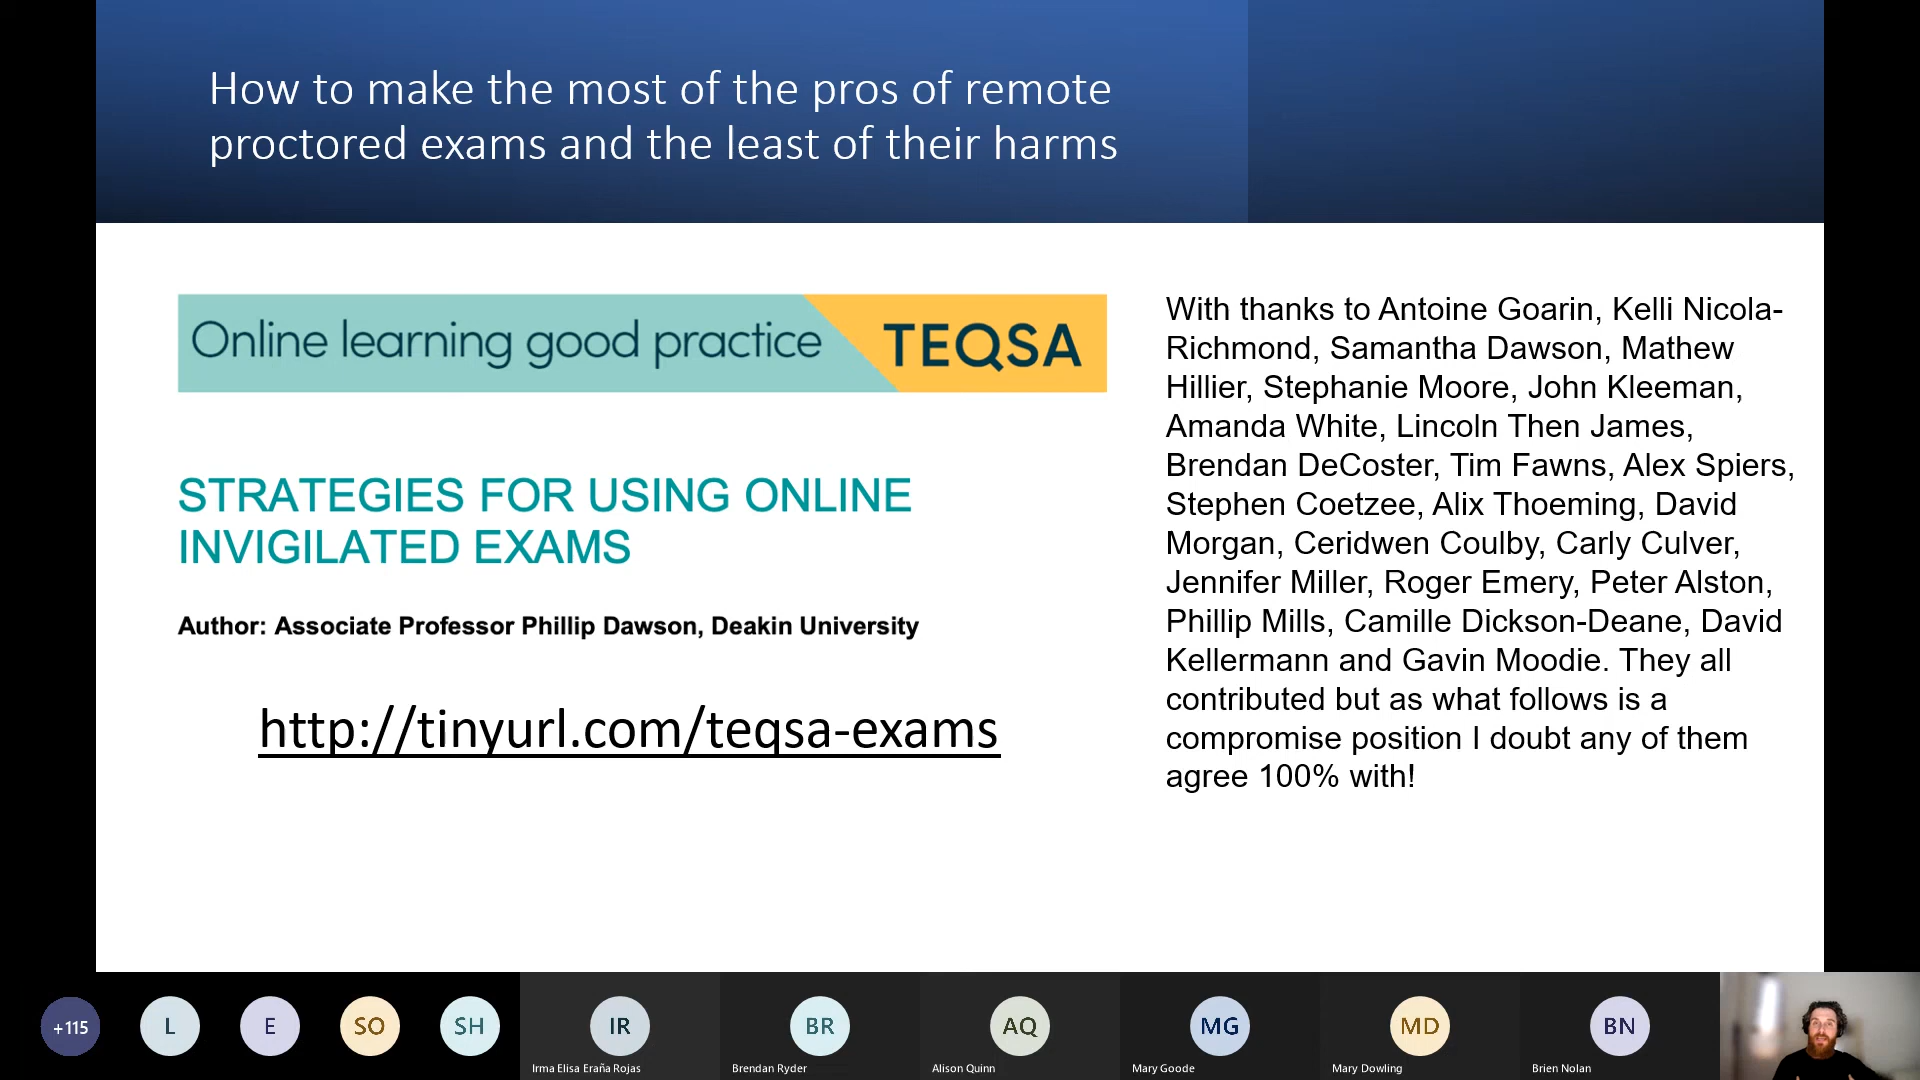 How to make the most of the pros of remote
proctored exams and the least of their harms
Online learning good practice
TEQSA
STRATEGIES FOR USING ONLINE
INVIGILATED EXAMS
Author: Associate Professor Phillip Dawson, Deakin University
http://tinyurl.com/teqsa-exams
With thanks to Antoine Goarin, Kelli Nicola-
Richmond, Samantha Dawson, Mathew
Hillier, Stephanie Moore, John Kleeman,
Amanda White, Lincoln Then James,
Brendan DeCoster, Tim Fawns, Alex Spiers,
Stephen Coetzee, Alix Thoeming, David
Morgan, Ceridwen Coulby, Carly Culver,
Jennifer Miller, Roger Emery, Peter Alston,
Phillip Mills, Camille Dickson-Deane, David
Kellermann and Gavin Moodie. They all
contributed but as what follows is a
compromise position I doubt any of them
agree 100% with!
+115
L
E
SO
SH
IR
BR
AQ
MG
MD
BN
Irma Elisa Eraña Rojas
Brendan Ryder
Alison Quinn
Mary Goode
Mary Dowling
Brien Nolan